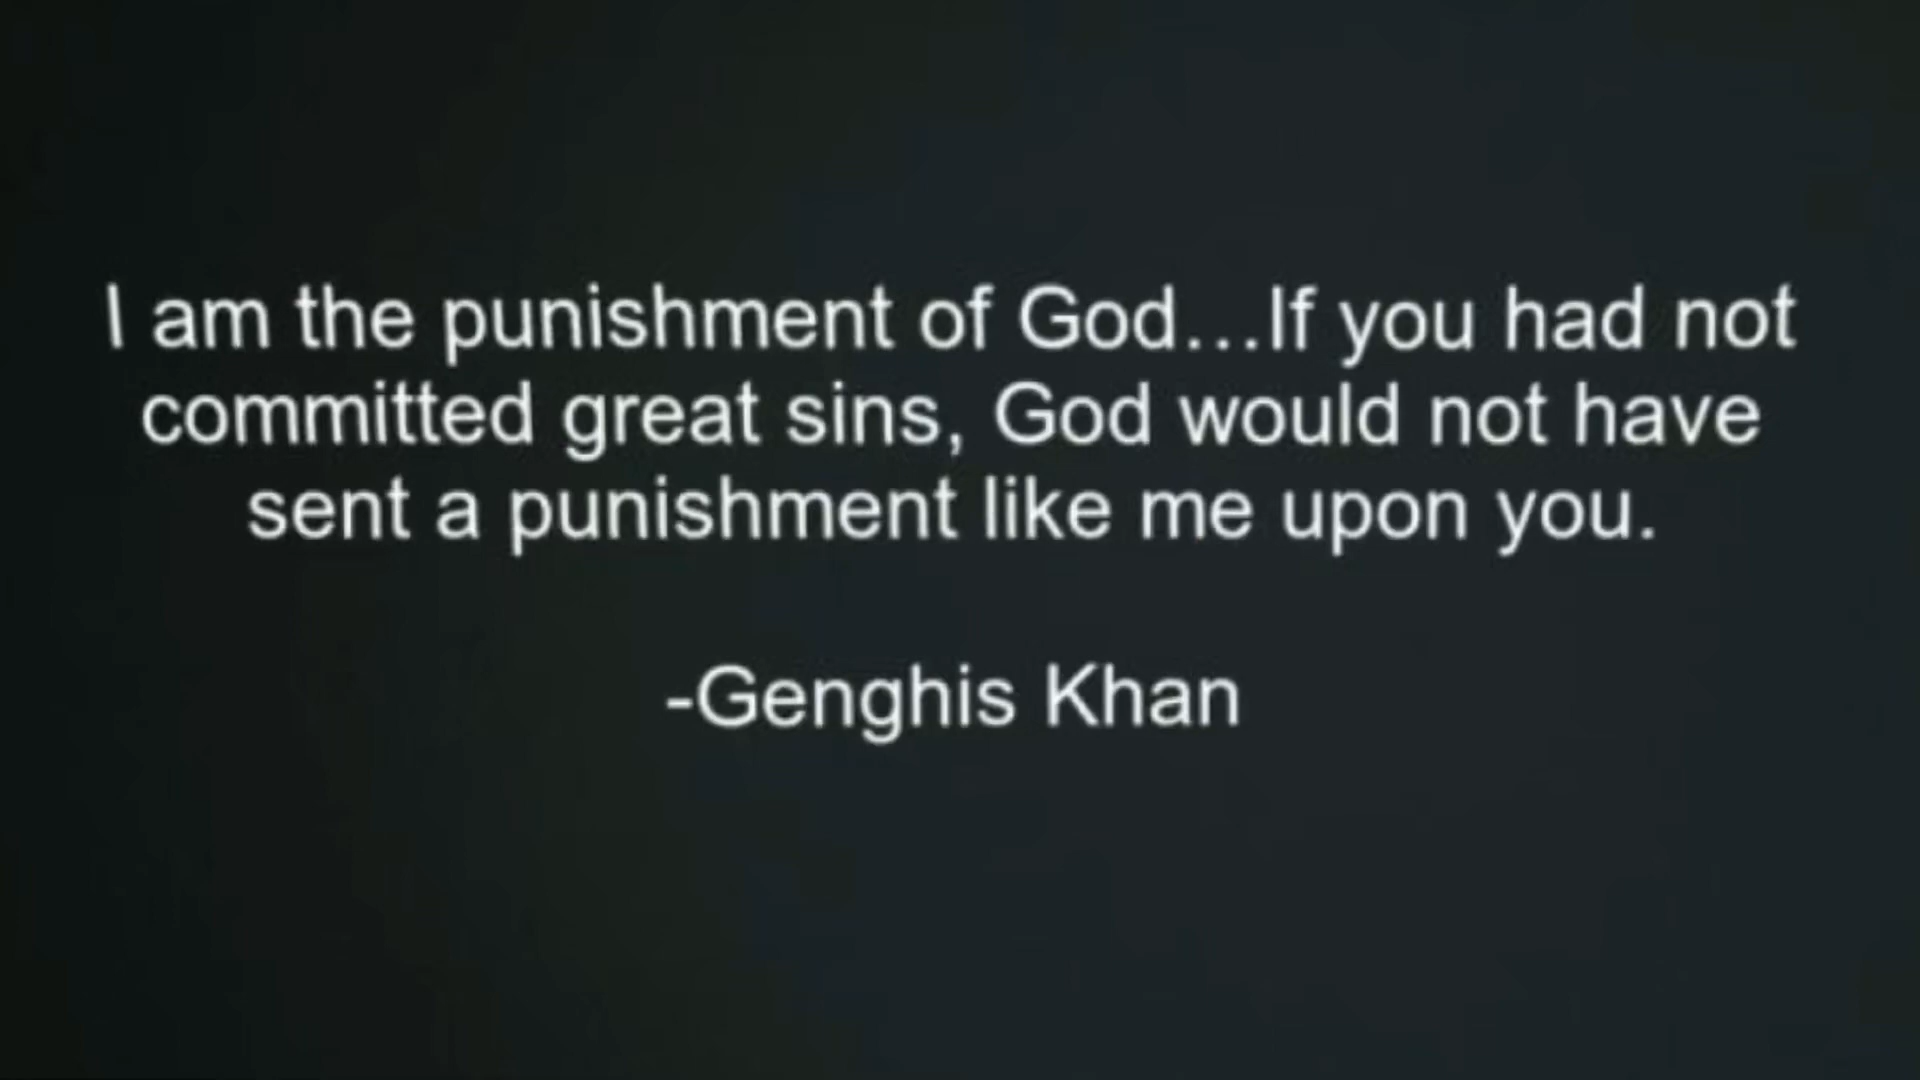 I am the punishment of God...If you had not
committed great sins, God would not have
sent a punishment like me upon you.
-Genghis Khan